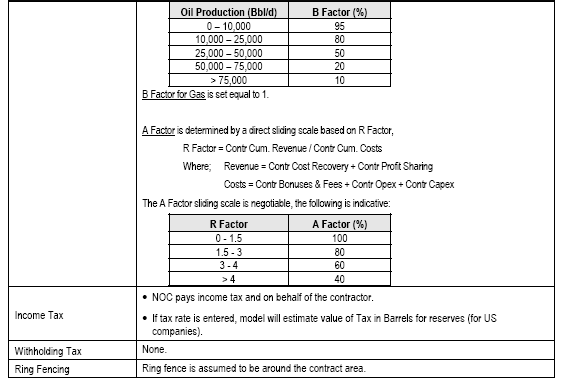 Oil Production (Bbl/d) B Factor (%)
0 – 10,000 95
10,000 – 25,000 80
25,000 – 50,000 50
50,000 – 75,000 20
> 75,000 10
B Factor for Gas is set equal to 1.
A Factor is determined by a direct sliding scale based on R Factor,
R Factor = Contr Cum. Revenue / Contr Cum. Costs
Where; Revenue = Contr Cost Recovery + Contr Profit Sharing
Costs = Contr Bonuses & Fees + Contr Opex + Contr Capex
The A Factor sliding scale is negotiable, the following is indicative:
R Factor A Factor (%)
0 - 1.5 100
1.5 - 3 80
3 - 4 60
> 4 40
Income Tax
• NOC pays income tax and on behalf of the contractor.
• If tax rate is entered, model will estimate value of Tax in Barrels for reserves (for US
companies).
Withholding Tax None.
Ring Fencing Ring fence is assumed to be around the contract area.